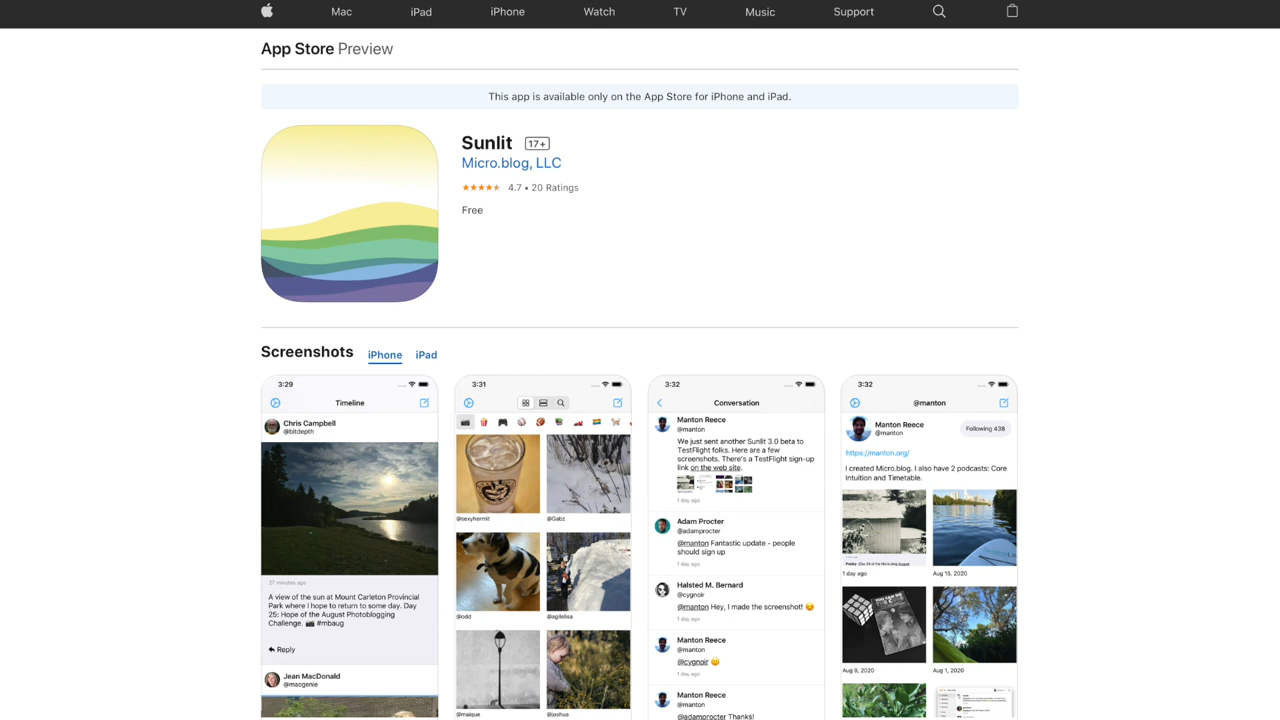 Mac
iPad
iPhone
Watch
TV
Music
Support
App Store Preview
This app is available only on the App Store for iPhone and iPad.
Sunlit 17+
Micro.blog, LLC
4.7 • 20 Ratings
Free
Screenshots iPhone iPad
3:29
Timeline
Chris Campbell
@bitdepth
27 minutes ago
A view of the sun at Mount Carleton Provincial
Park where I hope to return to some day. Day
25: Hope of the August Photoblogging
Challenge. 📷 #mbaug
Reply
Jean MacDonald
@macgenie
3:31
@sexyhermit
@Gabz
@odd
@agilelisa
@maique
@joshua
3:32
Conversation
Manton Reece
@manton
We just sent another Sunlit 3.0 beta to
TestFlight folks. Here are a few
screenshots. There's a TestFlight sign-up
link on the web site.
1 day ago
Adam Procter
@adamprocter
@manton Fantastic update - people
should sign up
1 day ago
Halsted M. Bernard
@cygnoir
@manton Hey, I made the screenshot! 😄
1 day ago
Manton Reece
@manton
@cygnoir 😀
1 day ago
Manton Reece
@manton
@adamprocter Thanks!
3:32
@manton
Manton Reece
@manton
Following 438
https://manton.org/
I created Micro.blog. I also have 2 podcasts: Core
Intuition and Timetable.
1 day ago
Aug 15, 2020
Aug 9, 2020
Aug 1, 2020